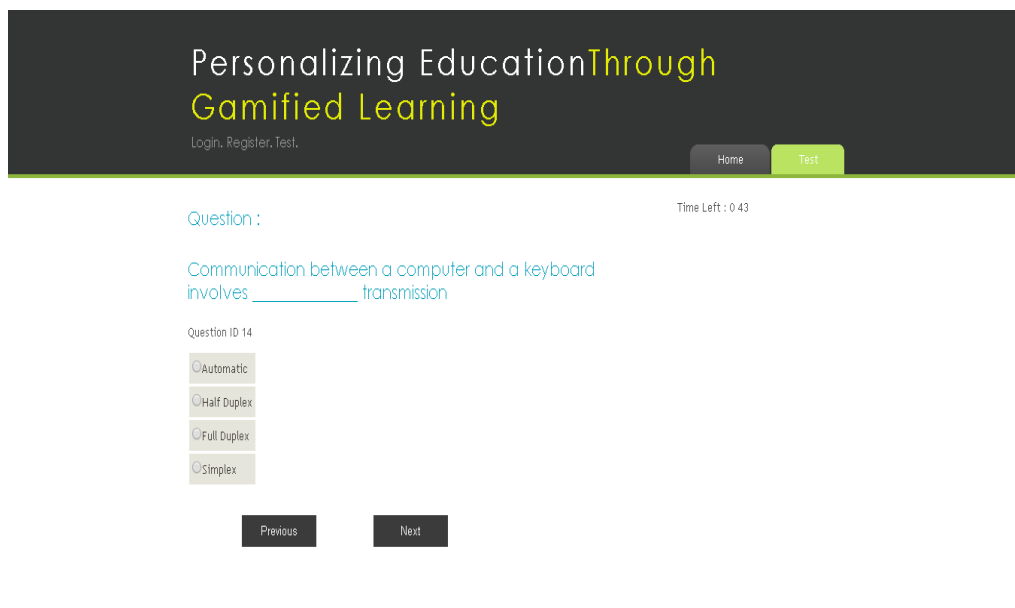 Personalizing EducationThrough
Gamified Learning
Login. Register. Test.
Home
Test
Time Left : 0 43
Question :
Communication between a computer and a keyboard
involves ____________ transmission
Question ID 14
Automatic
Half Duplex
Full Duplex
Simplex
Previous
Next